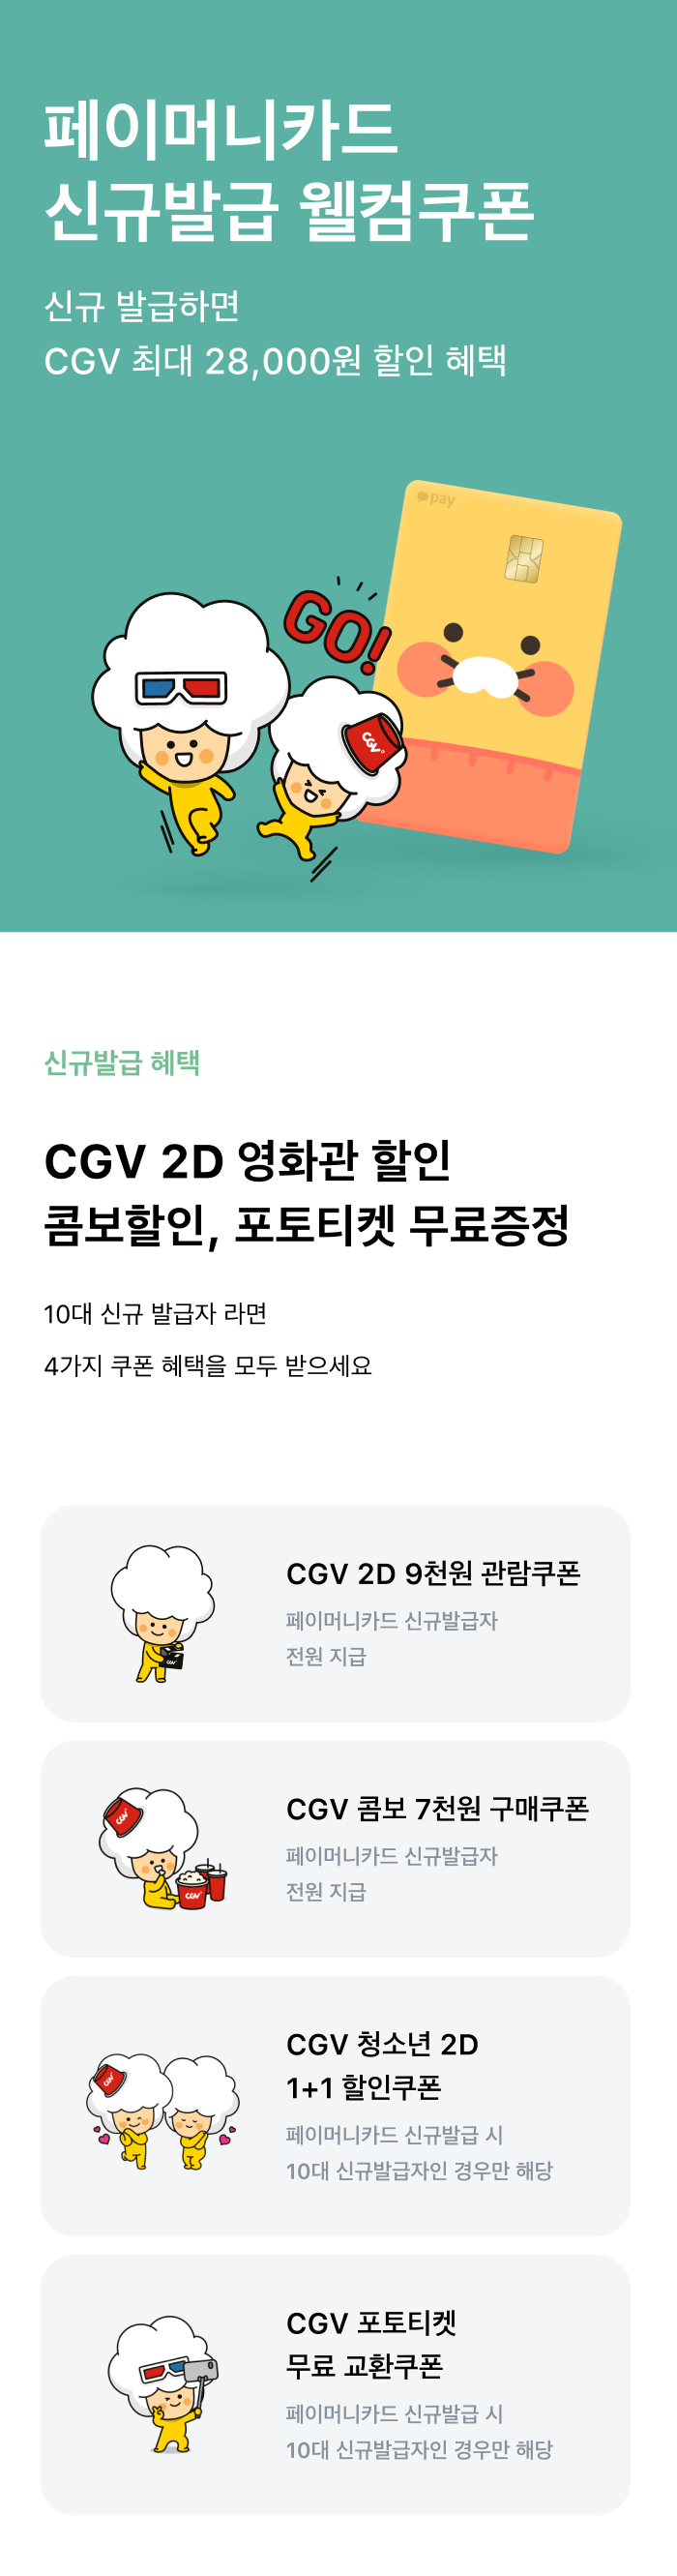 페이머니카드
신규발급 웰컴쿠폰
신규 발급하면
CGV 최대 28,000원 할인 혜택
pay
GO!
CGV
신규발급 혜택
CGV 2D 영화관 할인
콤보할인, 포토티켓 무료증정
10대 신규 발급자 라면
4가지 쿠폰 혜택을 모두 받으세요
CGV 2D 9천원 관람쿠폰
페이머니카드 신규발급자
전원 지급
CGV
CGV 콤보 7천원 구매쿠폰
페이머니카드 신규발급자
전원 지급
CGV
CGV
CGV 청소년 2D
1+1 할인쿠폰
페이머니카드 신규발급 시
10대 신규발급자인 경우만 해당
CGV
CGV 포토티켓
무료 교환쿠폰
페이머니카드 신규발급 시
10대 신규발급자인 경우만 해당